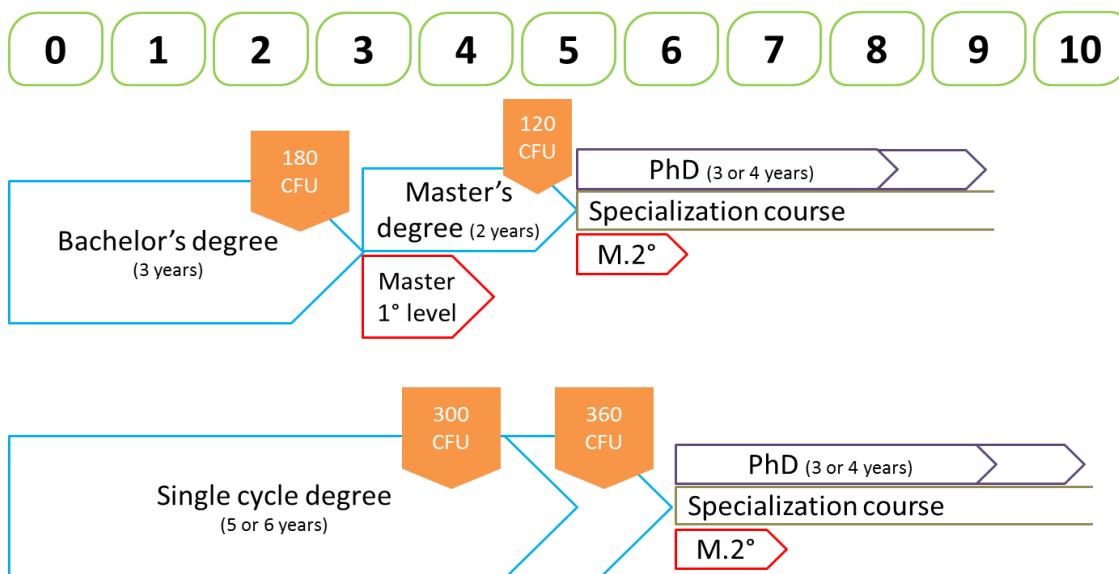 0 1 2 3 4 5 6 7 8 9 10
180
CFU
120
CFU
Bachelor's degree
(3 years)
Master's
degree (2 years)
Master
1° level
PhD (3 or 4 years)
Specialization course
M.2°
300
CFU
360
CFU
Single cycle degree
(5 or 6 years)
PhD (3 or 4 years)
Specialization course
M.2°